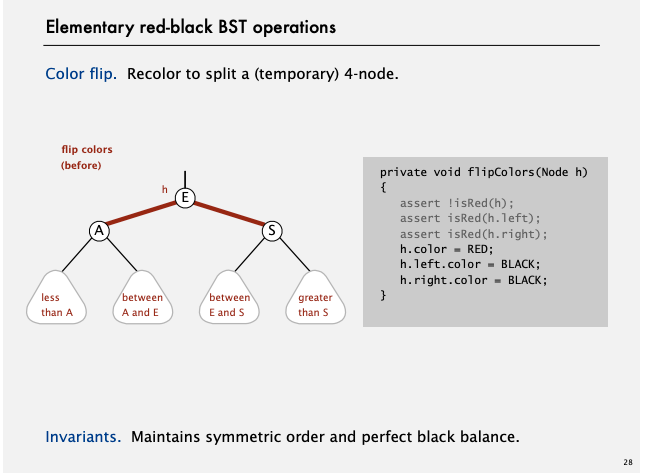 Elementary red-black BST operations
Color flip. Recolor to split a (temporary) 4-node.
flip colors
(before)
h
E
A
S
less
than A
between
A and E
between
E and S
greater
than S
private void flipColors(Node h)
{
assert !isRed(h);
assert isRed(h.left);
assert isRed(h.right);
h.color = RED;
h.left.color = BLACK;
h.right.color = BLACK;
}
Invariants. Maintains symmetric order and perfect black balance.
28